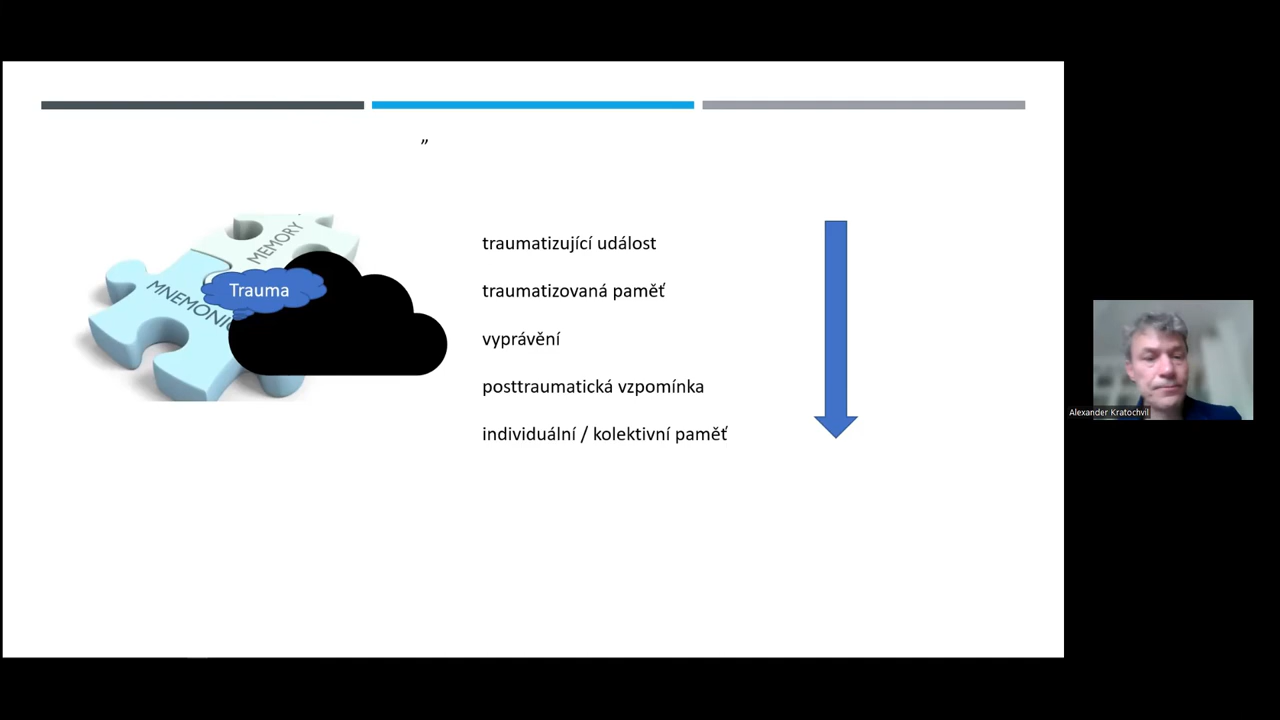 ”
MEMORY
MNEMONIC
Trauma
traumatizující událost
traumatizovaná paměť
vyprávění
posttraumatická vzpomínka
individuální / kolektivní paměť
Alexander Kratochvil